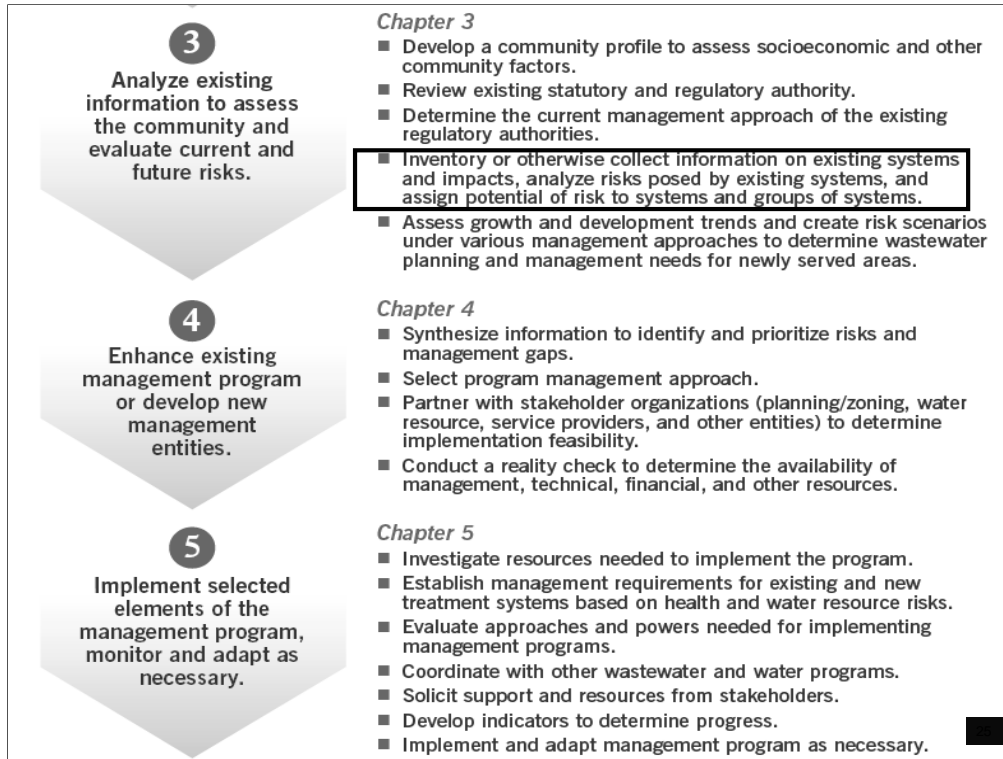 3
Analyze existing
information to assess
the community and
evaluate current and
future risks.
Chapter 3
■ Develop a community profile to assess socioeconomic and other
community factors.
■ Review existing statutory and regulatory authority.
■ Determine the current management approach of the existing
regulatory authorities.
■ Inventory or otherwise collect information on existing systems
and impacts, analyze risks posed by existing systems, and
assign potential of risk to systems and groups of systems.
■ Assess growth and development trends and create risk scenarios
under various management approaches to determine wastewater
planning and management needs for newly served areas.
4
Enhance existing
management program
or develop new
management
entities.
Chapter 4
■ Synthesize information to identify and prioritize risks and
management gaps.
■ Select program management approach.
■ Partner with stakeholder organizations (planning/zoning, water
resource, service providers, and other entities) to determine
implementation feasibility.
■ Conduct a reality check to determine the availability of
management, technical, financial, and other resources.
5
Implement selected
elements of the
management program,
monitor and adapt as
necessary.
Chapter 5
■ Investigate resources needed to implement the program.
■ Establish management requirements for existing and new
treatment systems based on health and water resource risks.
■ Evaluate approaches and powers needed for implementing
management programs.
■ Coordinate with other wastewater and water programs.
■ Solicit support and resources from stakeholders.
■ Develop indicators to determine progress.
■ Implement and adapt management program as necessary.